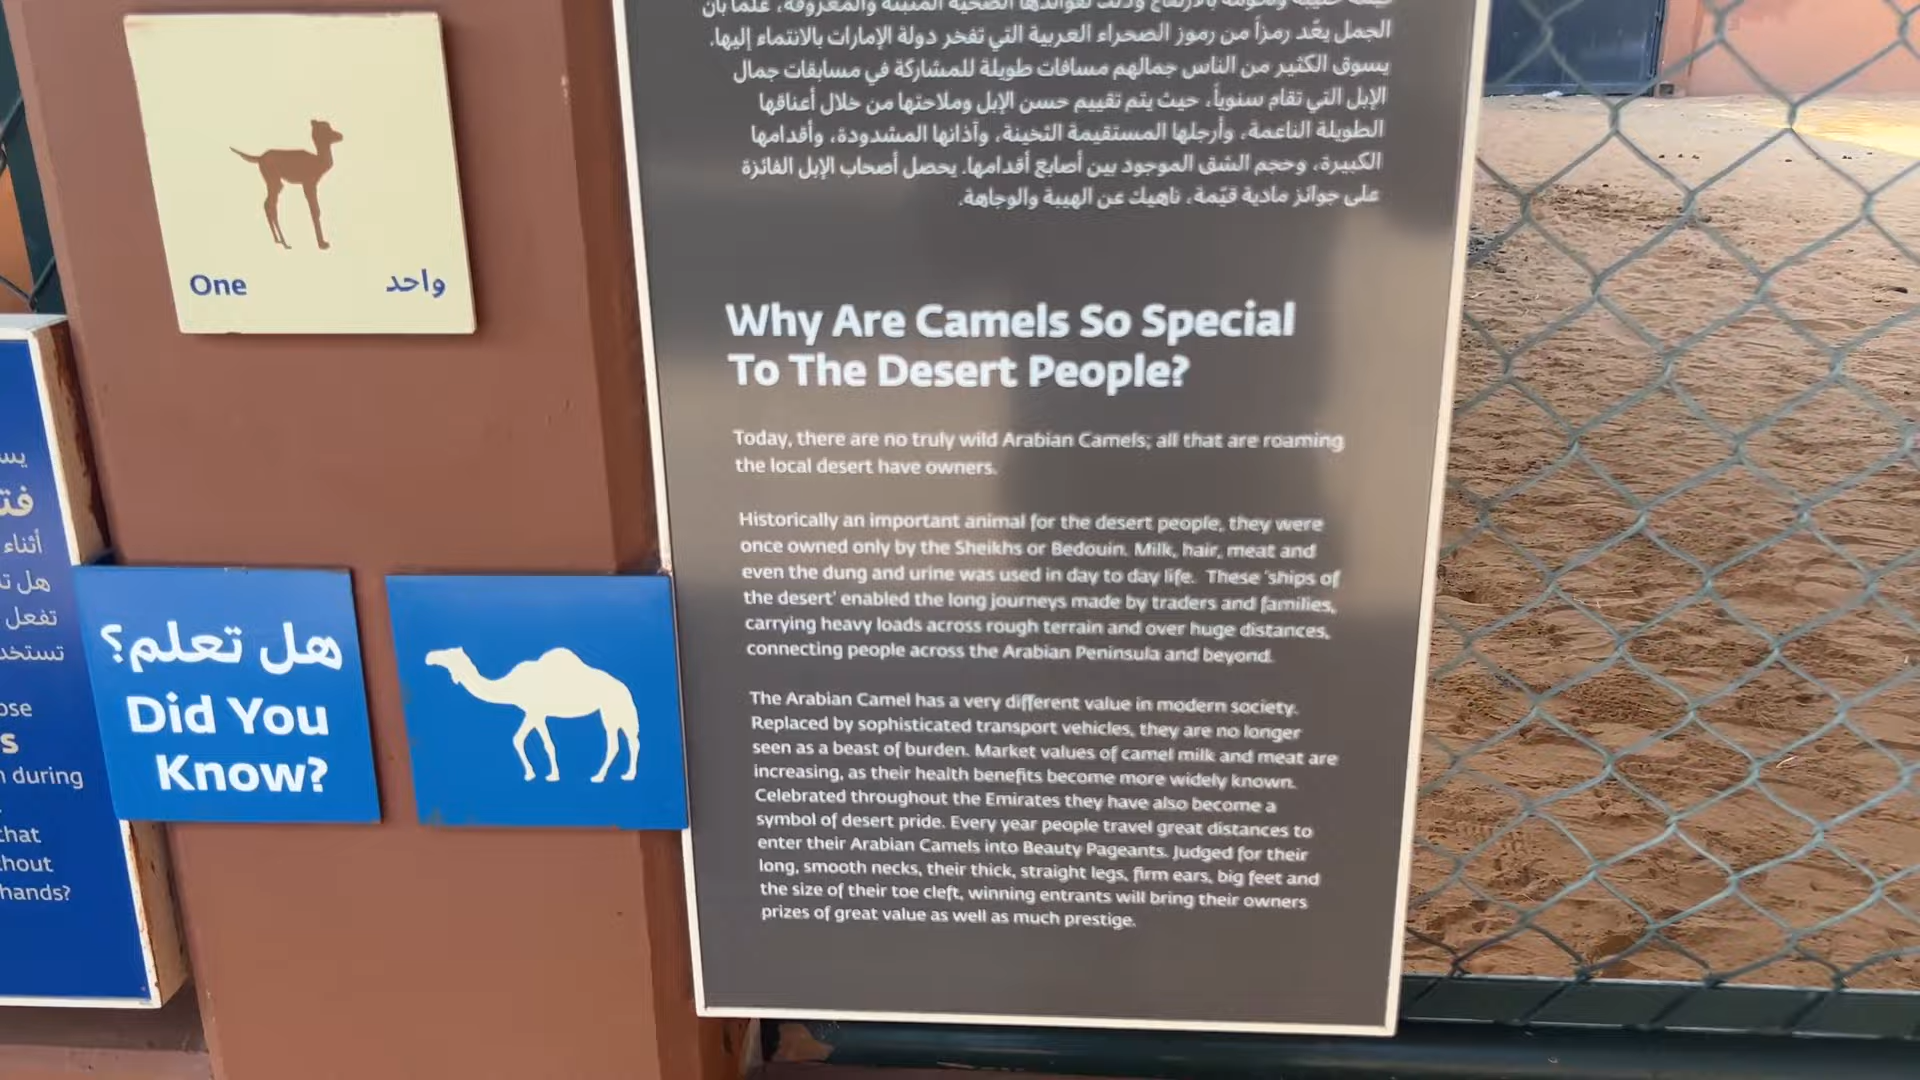 One
واحد
الجمل يعّد رمزاً من رموز الصحراء العربية التي تفخر دولة الإمارات بالانتماء إليها.
يسوق الكثير من الناس جمالهم مسافات طويلة للمشاركة في مسابقات جمال
الإبل التي تقام سنوياً، حيث يتم تقييم حسن الإبل وملاحتها من خلال أعناقها
الطويلة الناعمة، وأرجلها المستقيمة الثخينة، وآذانها المشدودة، وأقدامها
الكبيرة، وحجم الشق الموجود بين أصابع أقدامها. يحصل أصحاب الإبل الفائزة
على جوائز مادية قيّمة، ناهيك عن الهيبة والوجاهة.
Why Are Camels So Special
To The Desert People?
Today, there are no truly wild Arabian Camels; all that are roaming
the local desert have owners.
Historically an important animal for the desert people, they were
once owned only by the Sheikhs or Bedouin. Milk, hair, meat and
even the dung and urine was used in day to day life. These 'ships of
the desert' enabled the long journeys made by traders and families,
carrying heavy loads across rough terrain and over huge distances,
connecting people across the Arabian Peninsula and beyond.
The Arabian Camel has a very different value in modern society.
Replaced by sophisticated transport vehicles, they are no longer
seen as a beast of burden. Market values of camel milk and meat are
increasing, as their health benefits become more widely known.
Celebrated throughout the Emirates they have also become a
symbol of desert pride. Every year people travel great distances to
enter their Arabian Camels into Beauty Pageants. Judged for their
long, smooth necks, their thick, straight legs, firm ears, big feet and
the size of their toe cleft, winning entrants will bring their owners
prizes of great value as well as much prestige.
هل تعلم؟
Did You
Know?
أثناء
تفعل
during
hands?